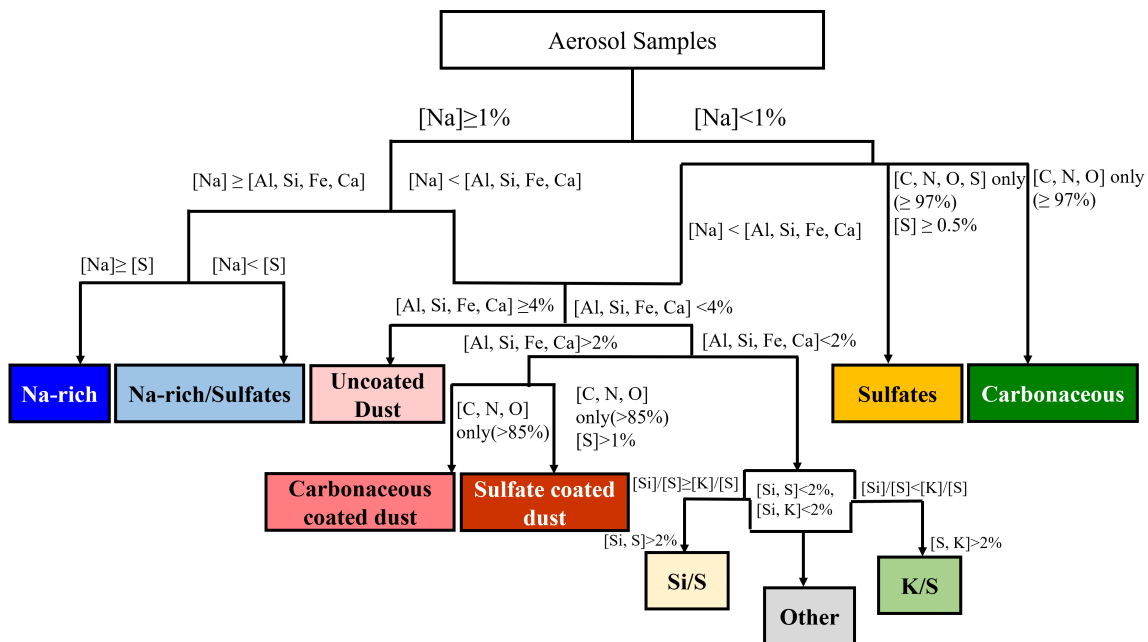 Aerosol Samples
[Na]≥1%
[Na]<1%
[Na] ≥ [Al, Si, Fe, Ca]
[Na] < [Al, Si, Fe, Ca]
[C, N, O, S] only
(≥ 97%)
[S] ≥ 0.5%
[C, N, O] only
(≥ 97%)
[Na] < [Al, Si, Fe, Ca]
[Na]≥ [S]
[Na]< [S]
[Al, Si, Fe, Ca] ≥4%
[Al, Si, Fe, Ca] <4%
[Al, Si, Fe, Ca]>2%
[Al, Si, Fe, Ca]<2%
Na-rich
Na-rich/Sulfates
Uncoated
Dust
Sulfates
Carbonaceous
[C, N, O]
only(>85%)
[C, N, O]
only(>85%)
[S]>1%
Carbonaceous
coated dust
Sulfate coated
dust
[Si]/[S]≥[K]/[S]
[Si, S]<2%,
[Si, K]<2%
[Si]/[S]<[K]/[S]
[Si, S]>2%
[S, K]>2%
Si/S
K/S
Other